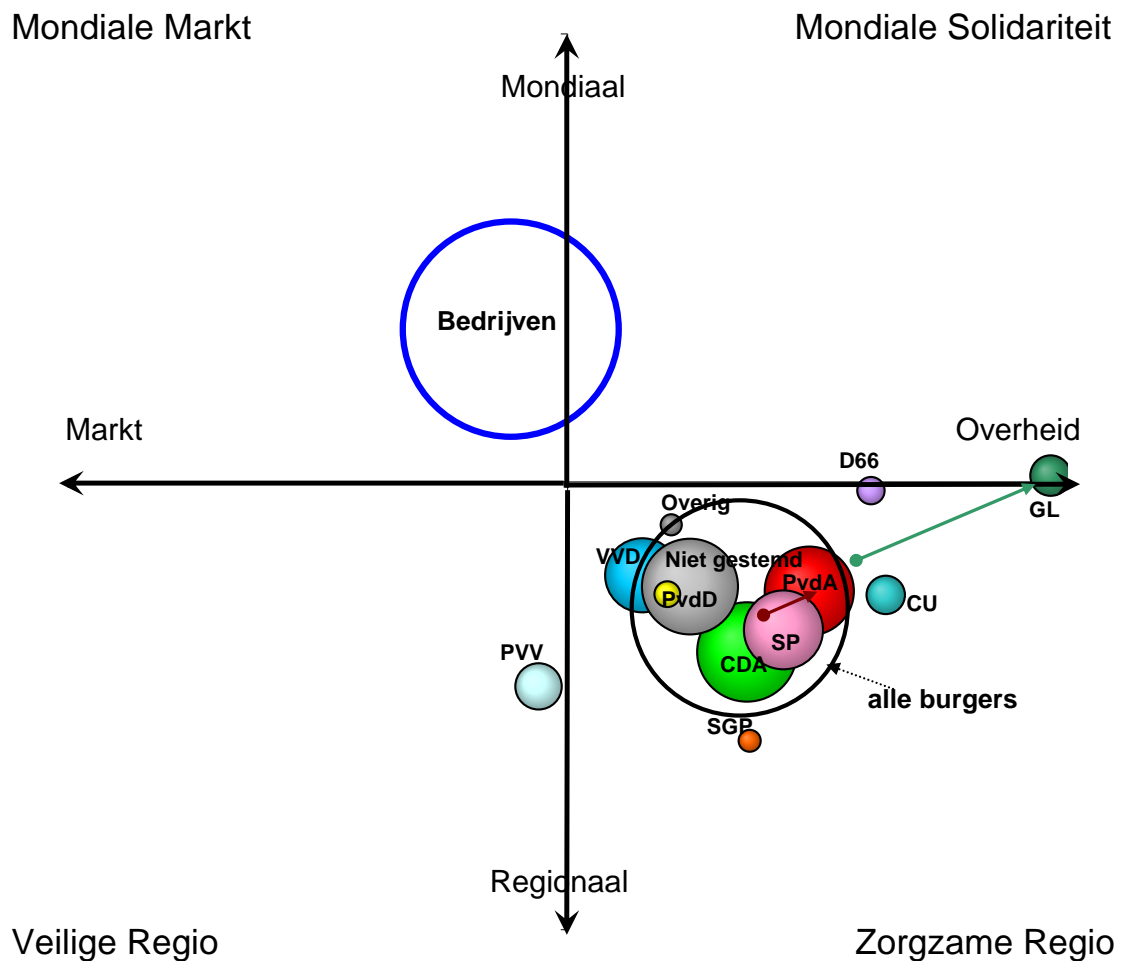 Mondiale Markt
Mondiale Solidariteit
Mondiaal
Bedrijven
Markt
Overheid
D66
GL
Overig
VVD
Niet gestemd
PvdD
PvdA
CU
SP
CDA
PVV
alle burgers
SGP
Regionaal
Veilige Regio
Zorgzame Regio